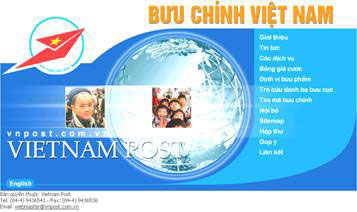 BƯU CHÍNH VIỆT NAM
Giới thiệu
Tin tức
Các dịch vụ
Bảng giá cước
Định vị bưu phẩm
Tra cứu danh bạ bưu cục
Tìm mã bưu chính
Nội bộ
Sitemap
Hộp thư
Góp ý
Liên kết
vnpost.com.vn
VIETNAM POST
English
Bản quyền thuộc Vietnam Post
Tel: (04-4) 9436541 - Fax: (04-4) 9436536
Email: webmaster@vnpost.com.vn